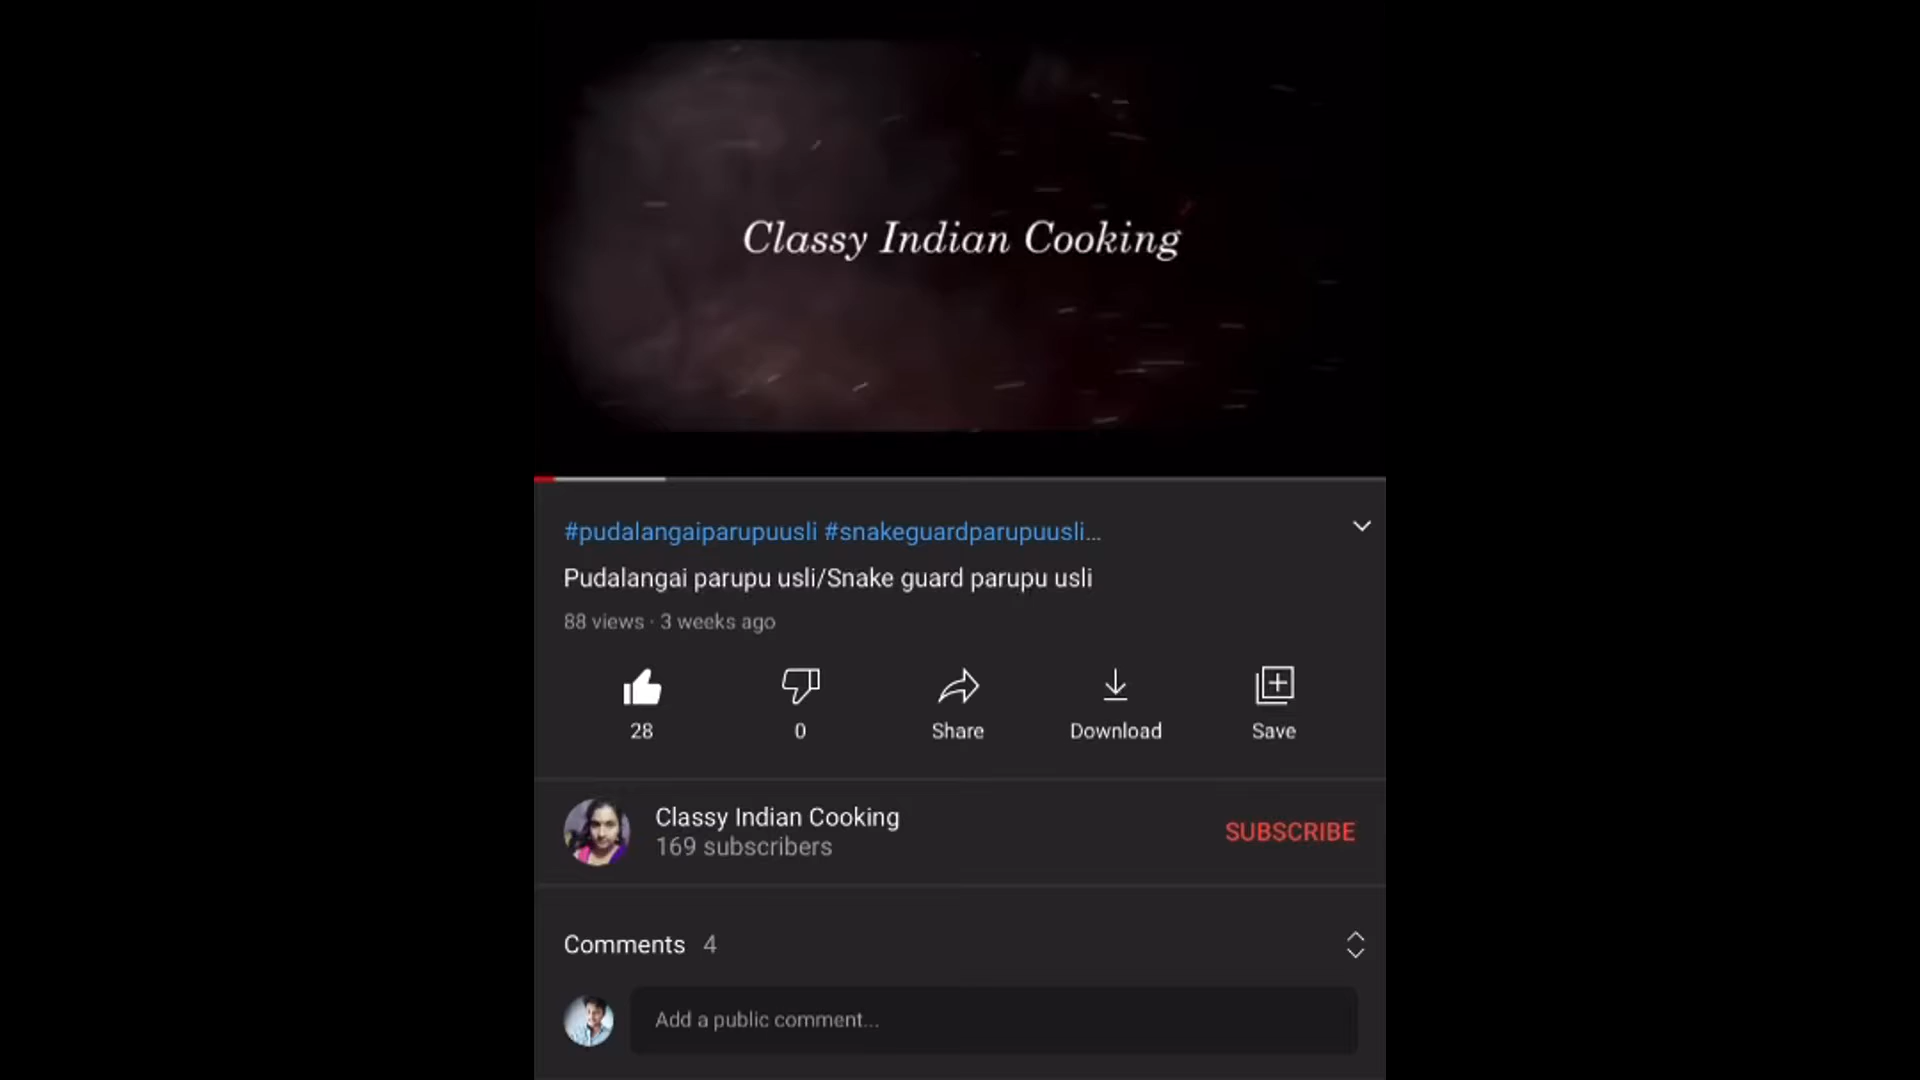 Classy Indian Cooking
#pudalangaiparupuusli #snakeguardparupuusli...
Pudalangai parupu usli/Snake guard parupu usli
88 views · 3 weeks ago
28
0
Share
Download
Save
Classy Indian Cooking
169 subscribers
SUBSCRIBE
Comments 4
Add a public comment...